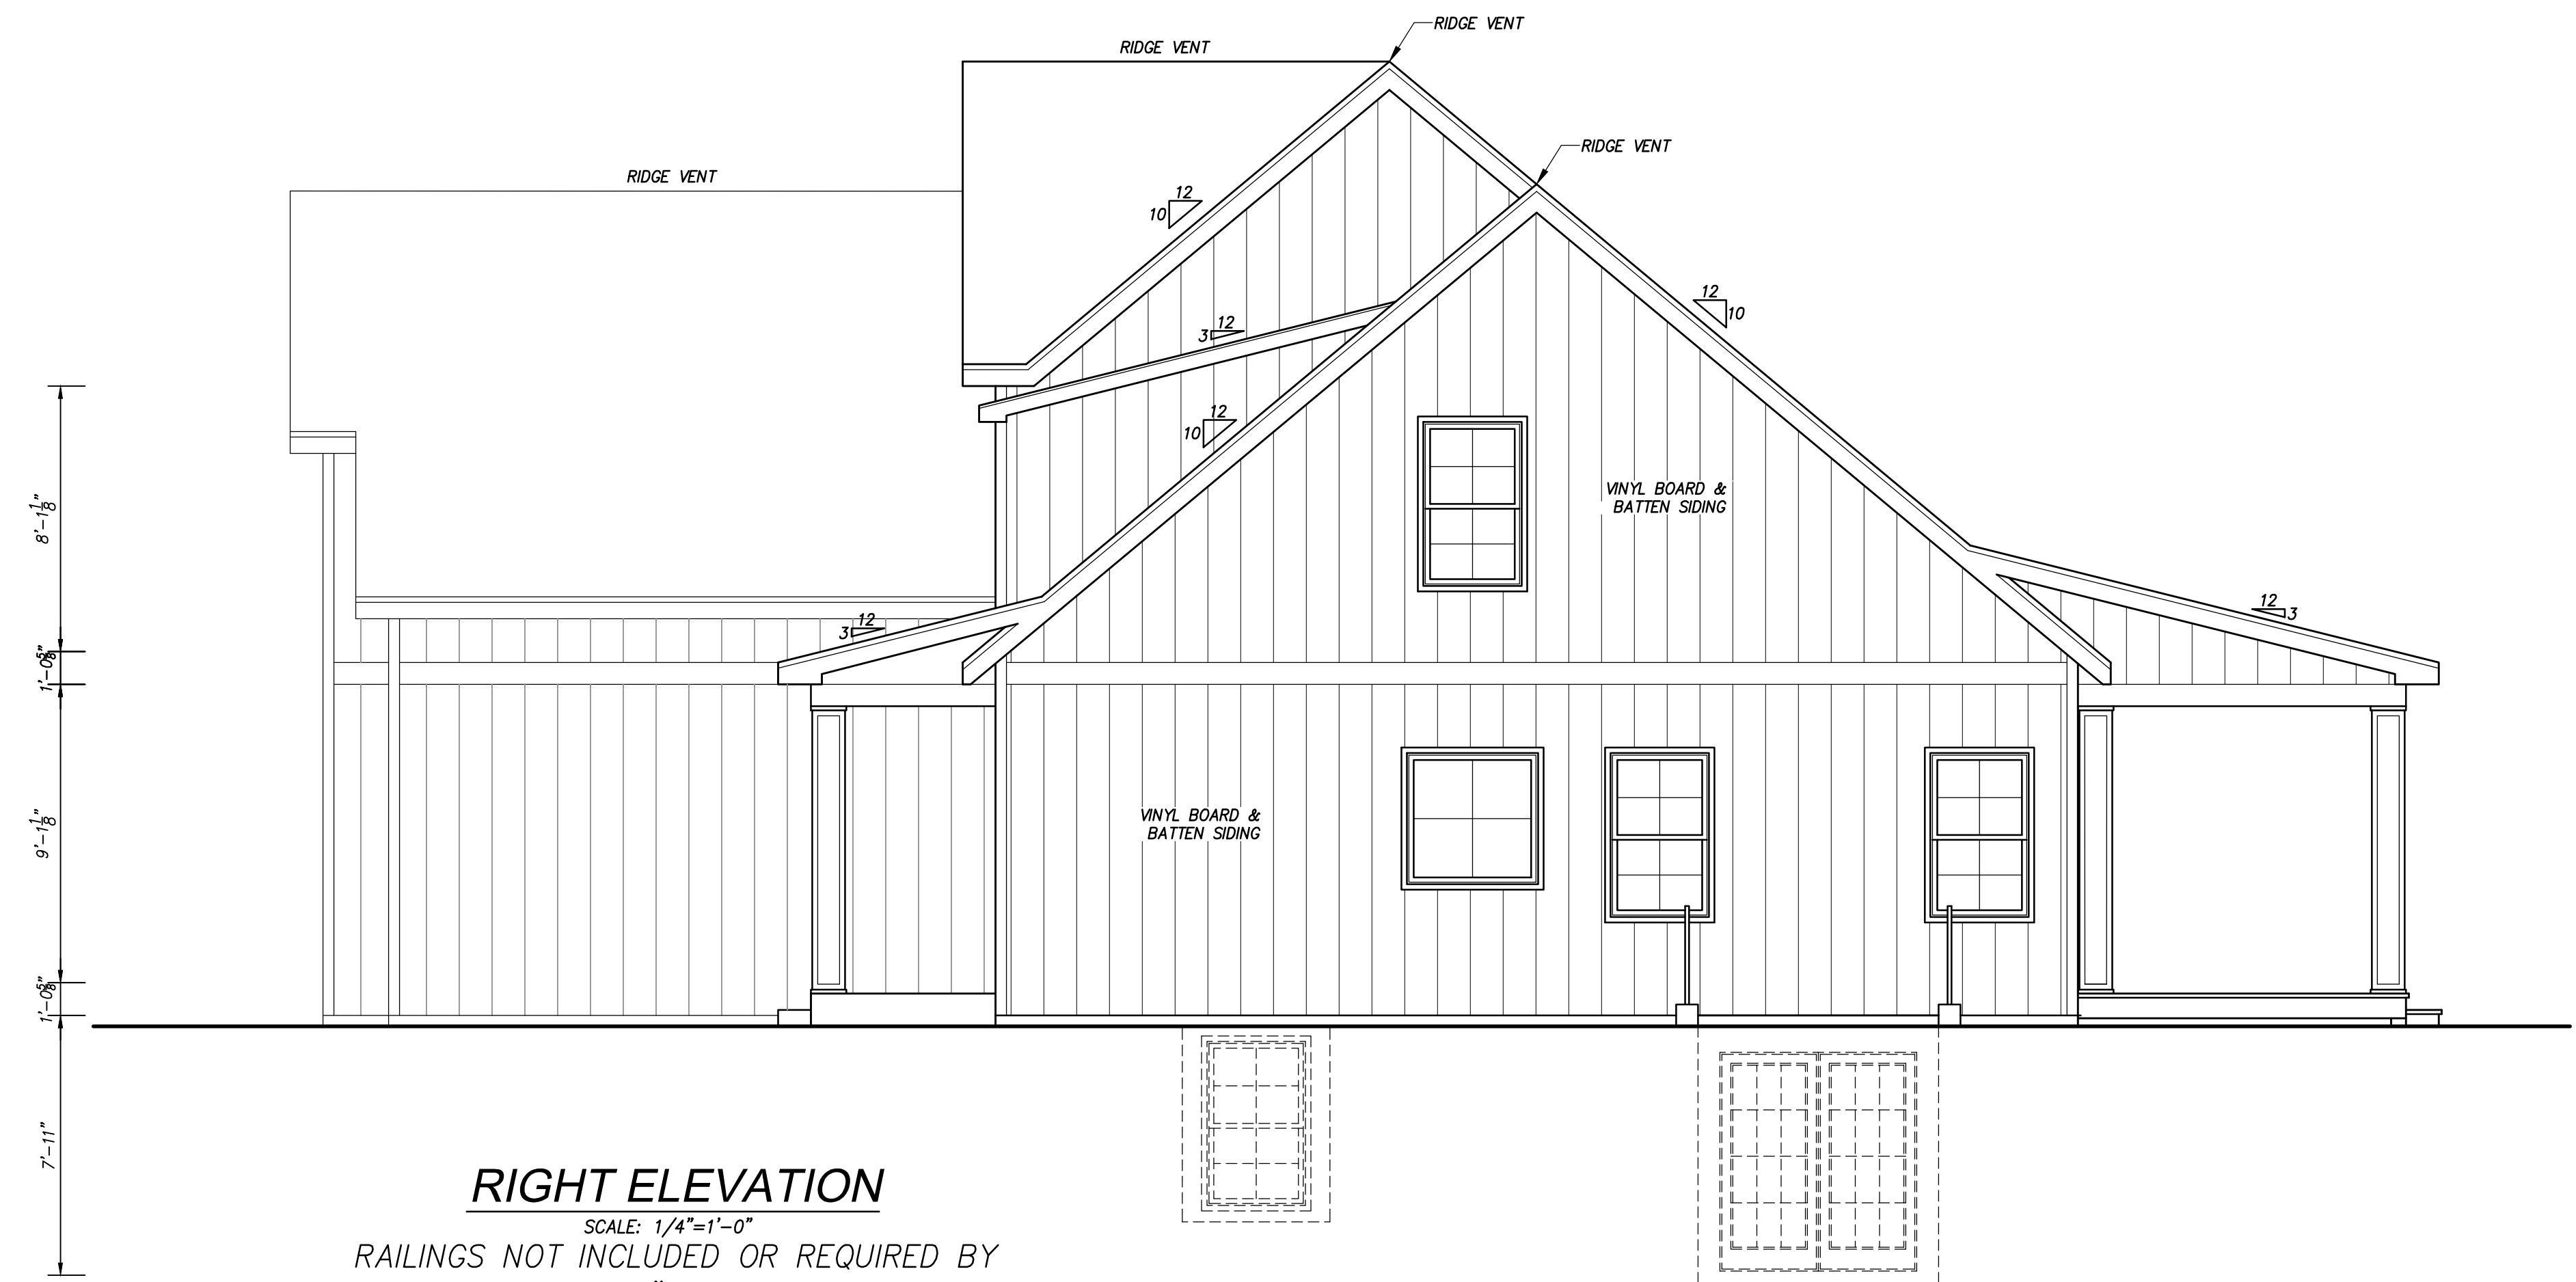 RIDGE VENT
RIDGE VENT
RIDGE VENT
RIDGE VENT
12
10
12
10
12
3
12
10
VINYL BOARD &
BATTEN SIDING
12
3
12
3
8'-1 1/8"
1'-0 5/8"
9'-1 1/8"
VINYL BOARD &
BATTEN SIDING
1'-0 5/8"
7'-11"
RIGHT ELEVATION
SCALE: 1/4"=1'-0"
RAILINGS NOT INCLUDED OR REQUIRED BY